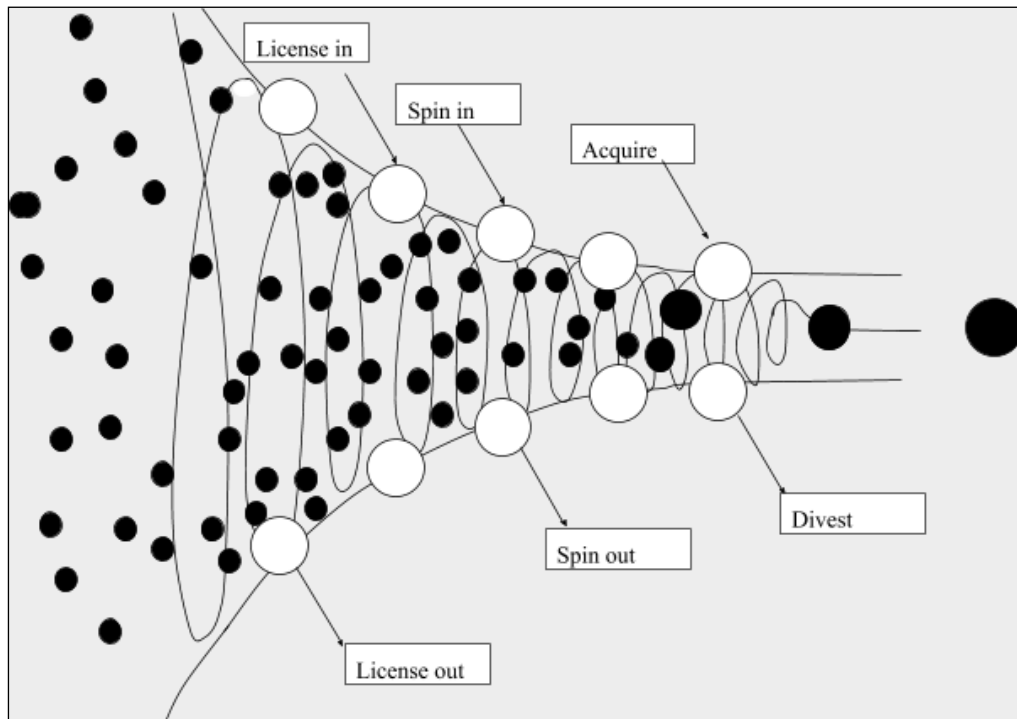 License in
Spin in
Acquire
Divest
Spin out
License out